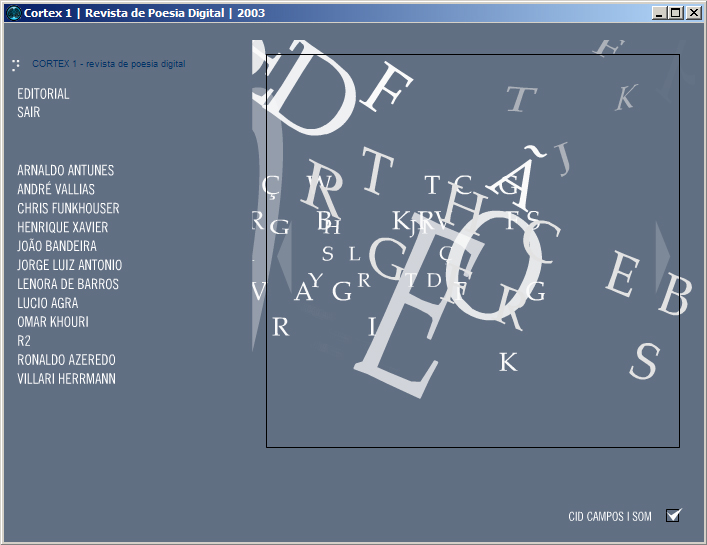 Cortex 1 | Revista de Poesia Digital | 2003
CORTEX 1 - revista de poesia digital
EDITORIAL
SAIR
ARNALDO ANTUNES
ANDRÉ VALLIAS
CHRIS FUNKHOUSER
HENRIQUE XAVIER
JOÃO BANDEIRA
JORGE LUIZ ANTONIO
LENORA DE BARROS
LUCIO AGRA
OMAR KHOURI
R2
RONALDO AZEREDO
VILLARI HERRMANN
D F
F
T K
T Ã J
Ç W R T C G
R G B H K R V H T S
S L G Ç
Y R T D E B
V A G F G
R I E O R
K S
CID CAMPOS I SOM